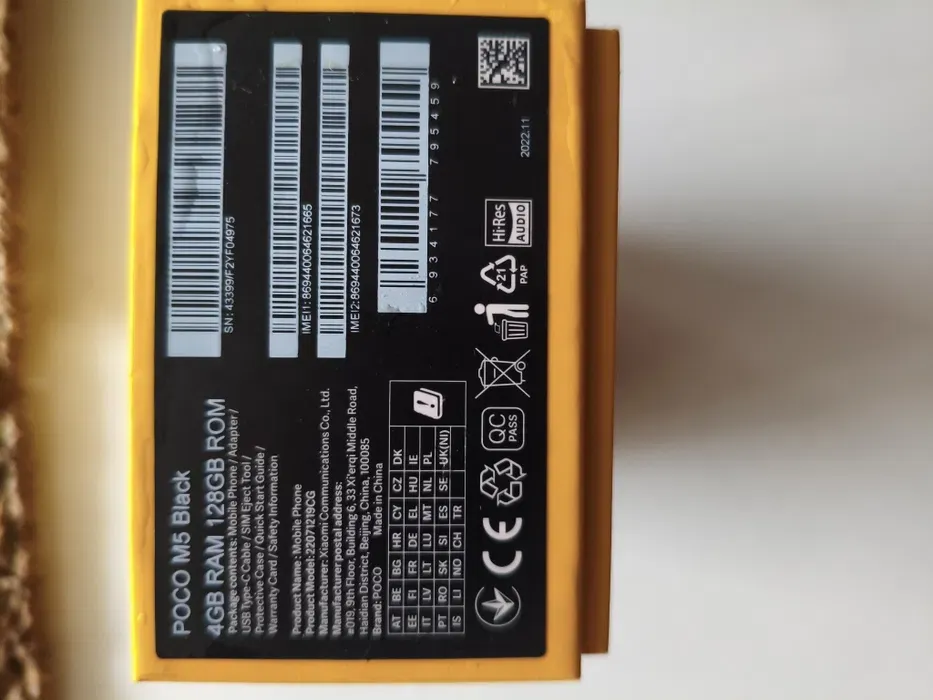 POCO M5 Black
4GB RAM 128GB ROM
Package contents: Mobile Phone / Adapter /
USB Type-C Cable / SIM Eject Tool /
Protective Case / Quick Start Guide /
Warranty Card / Safety Information
Product Name : Mobile Phone
Product Model: 22071219CG
Manufacturer: Xiaomi Communications Co., Ltd.
Manufacturer postal address:
#019, 9th Floor, Building 6, 33 Xi'erqi Middle Road,
Haidian District, Beijing, China, 100085
Brand: POCO Made in China
AT BE BG HR CY CZ DK
EE FI FR DE EL HU IE
IT LV LT LU MT NL PL
PT RO SK SI ES SE UK(NI)
IS LI NO CH TR
CE
QC
PASS
21
PAP
Hi-Res
AUDIO
2022.11
SN: 43399/F2YF04975
IMEI1: 869440064621665
IMEI2: 869440064621673
6 934177 795459